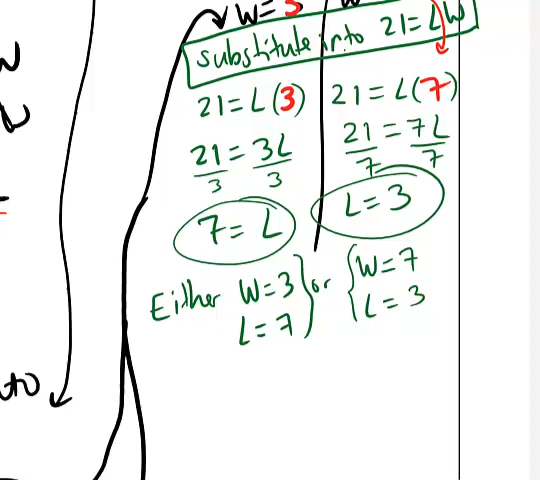 W = 3
substitute into 21 = LW
21 = L(3) 21 = L(7)
21/3 = 3L/3 21/7 = 7L/7
7 = L L = 3
Either W = 3 or W = 7
L = 7 L = 3